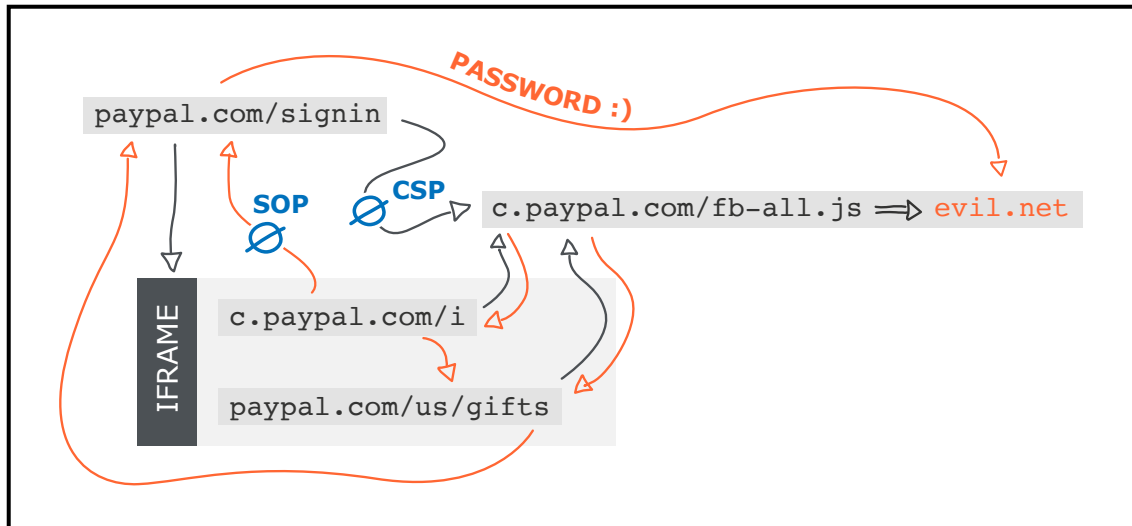 PASSWORD :)
paypal.com/signin
SOP
CSP
c.paypal.com/fb-all.js
evil.net
IFRAME
c.paypal.com/i
paypal.com/us/gifts